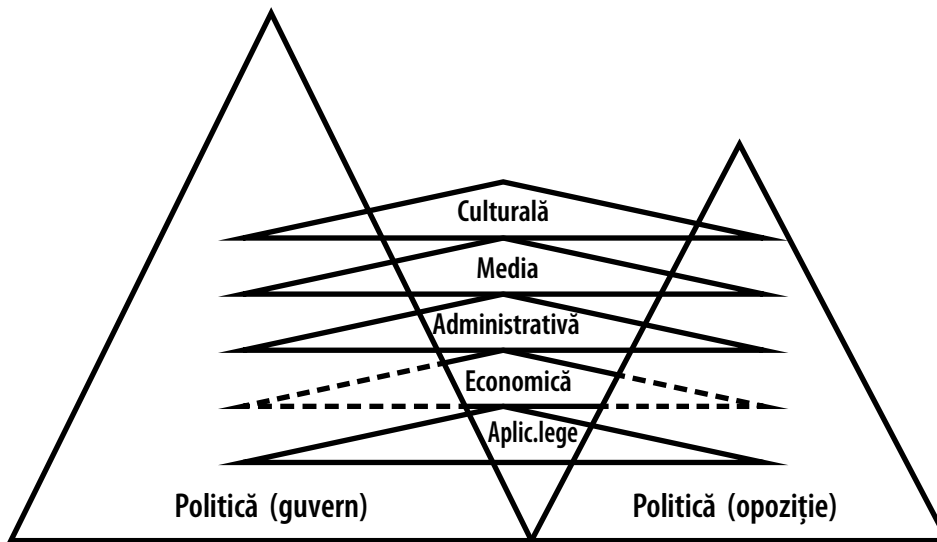 Culturală
Media
Administrativă
Economică
Aplic.lege
Politică (guvern)
Politică (opoziție)